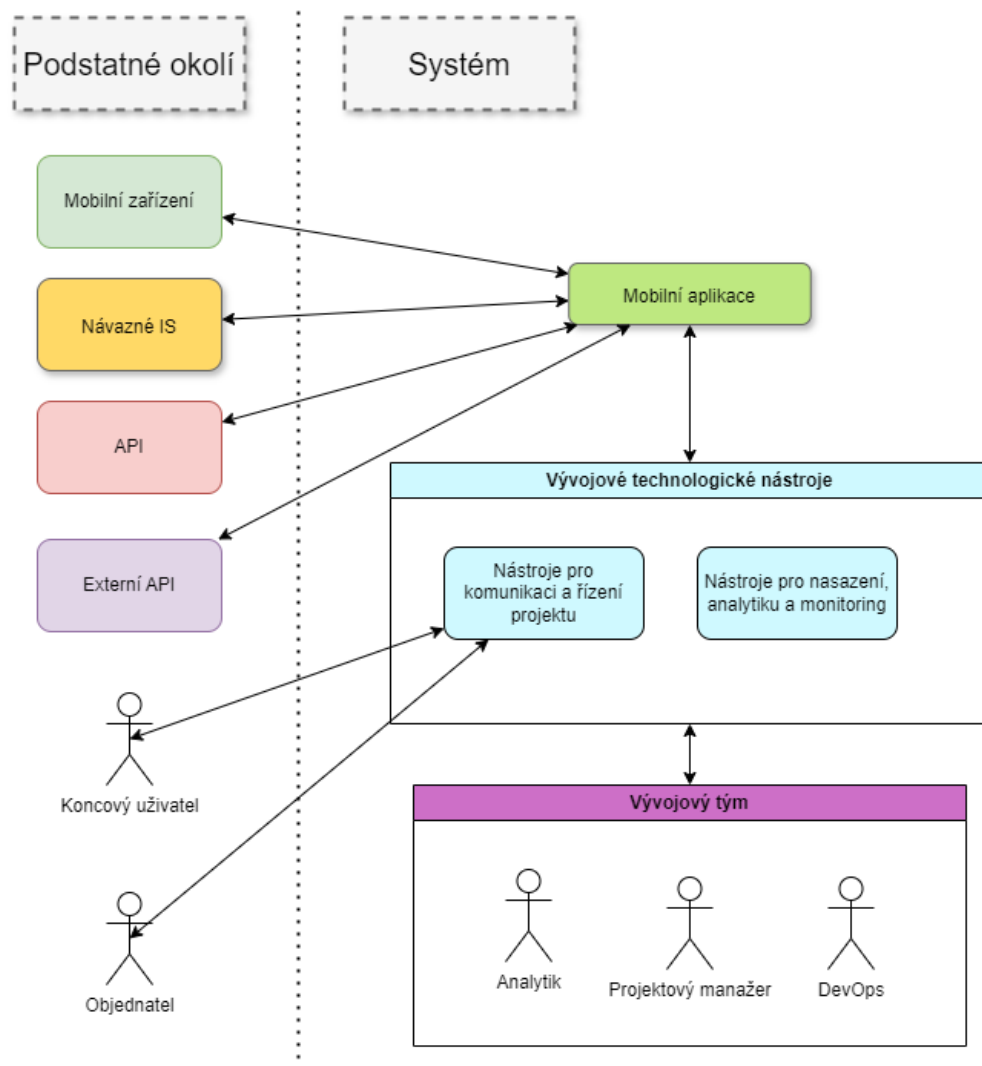 Podstatné okolí
Systém
Mobilní zařízení
Mobilní aplikace
Návazné IS
API
Vývojové technologické nástroje
Externí API
Nástroje pro
komunikaci a řízení
projektu
Nástroje pro nasazení,
analytiku a monitoring
Koncový uživatel
Vývojový tým
Analytik
Projektový manažer
DevOps
Objednatel